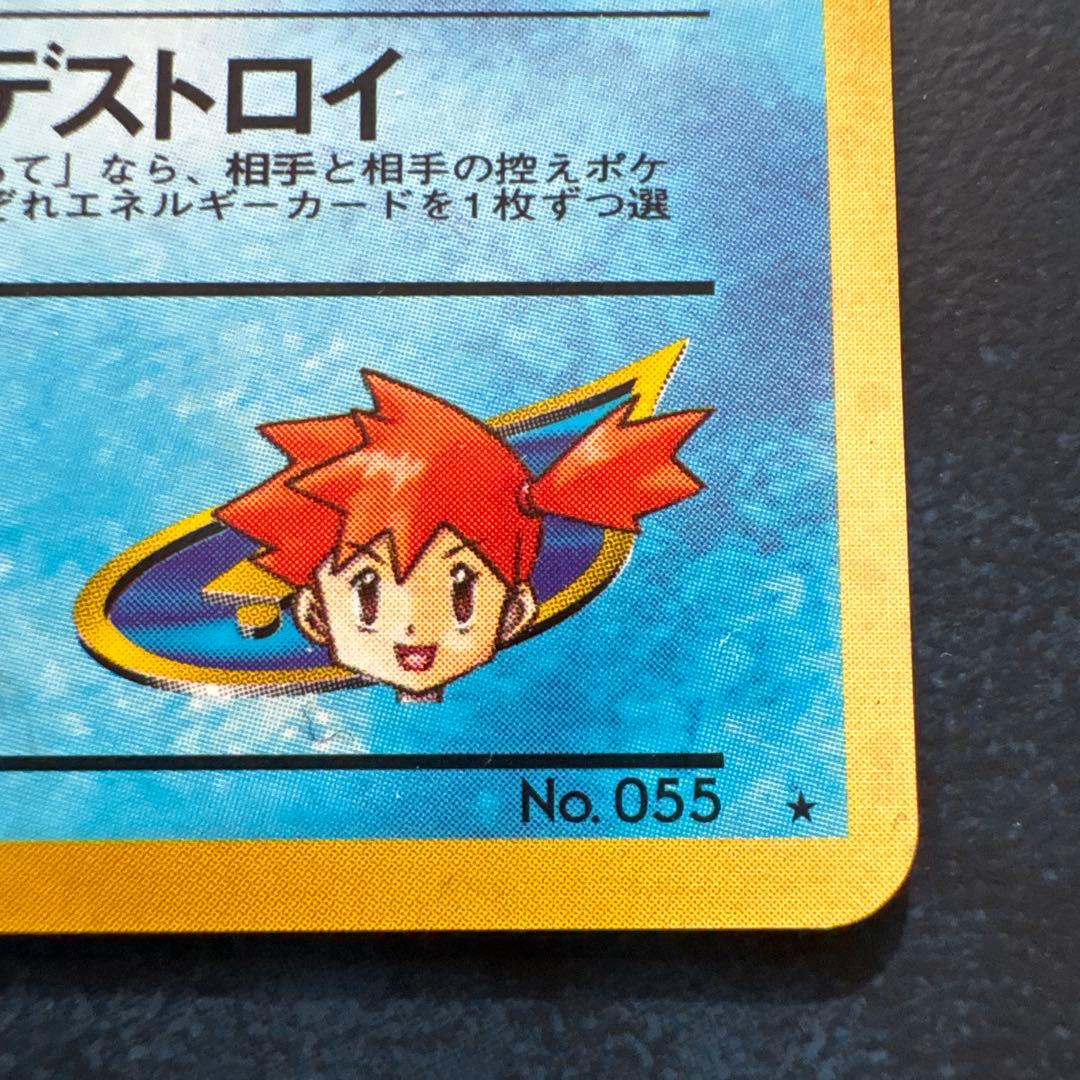 デストロイ
って」なら、相手と相手の控えポケ
ぞれエネルギーカードを1枚ずつ選
No. 055 ★